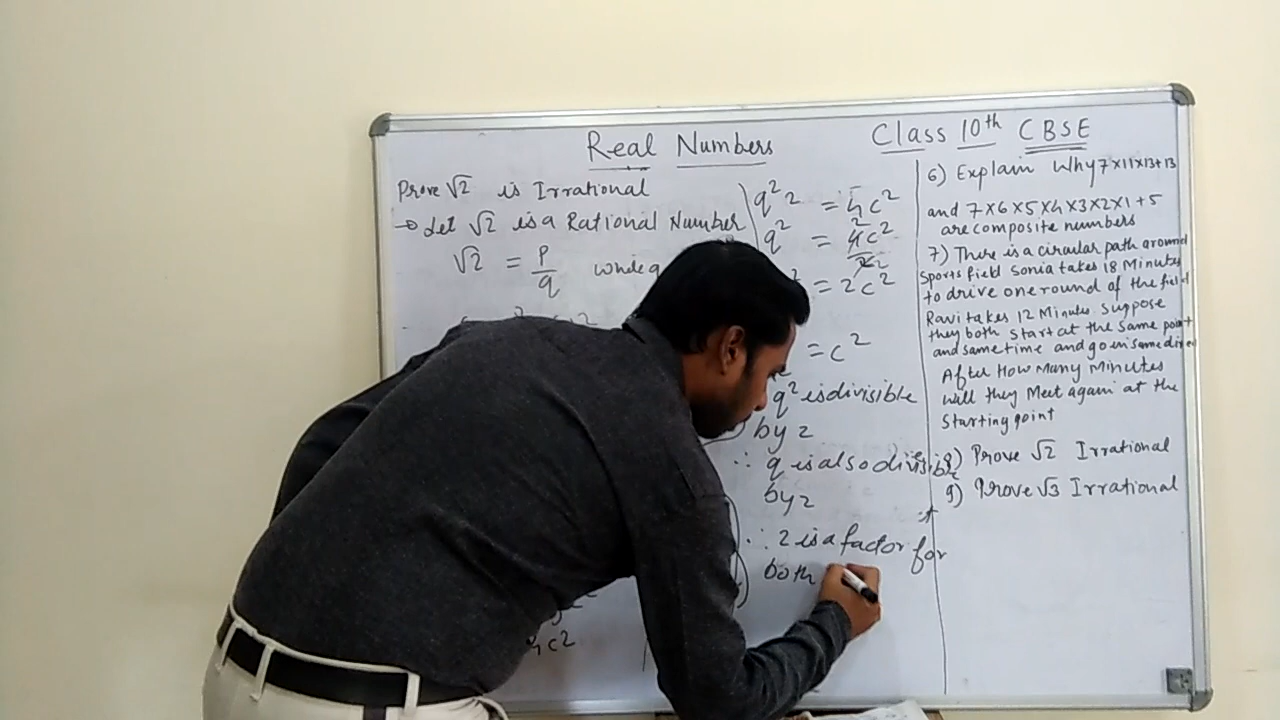 Real Numbers
Class 10th CBSE
Prove √2 is Irrational
→ Let √2 is a Rational Number
√2 = p/q where
c2
q²2 = 4c²
q² = 4c²/2
= 2c²
= c²
q² is divisible
by 2
∴ q is also divisible
by 2
∴ 2 is a factor for
both
6) Explain Why 7×11×13+13
and 7×6×5×4×3×2×1+5
are composite numbers
7) There is a circular path around
sports field Sonia takes 18 Minutes
to drive one round of the field
Ravi takes 12 Minutes. Suppose
they both start at the same point
and same time and go in same direc
After How Many Minutes
will they Meet again at the
Starting point
8) Prove √2 Irrational
9) Prove √3 Irrational